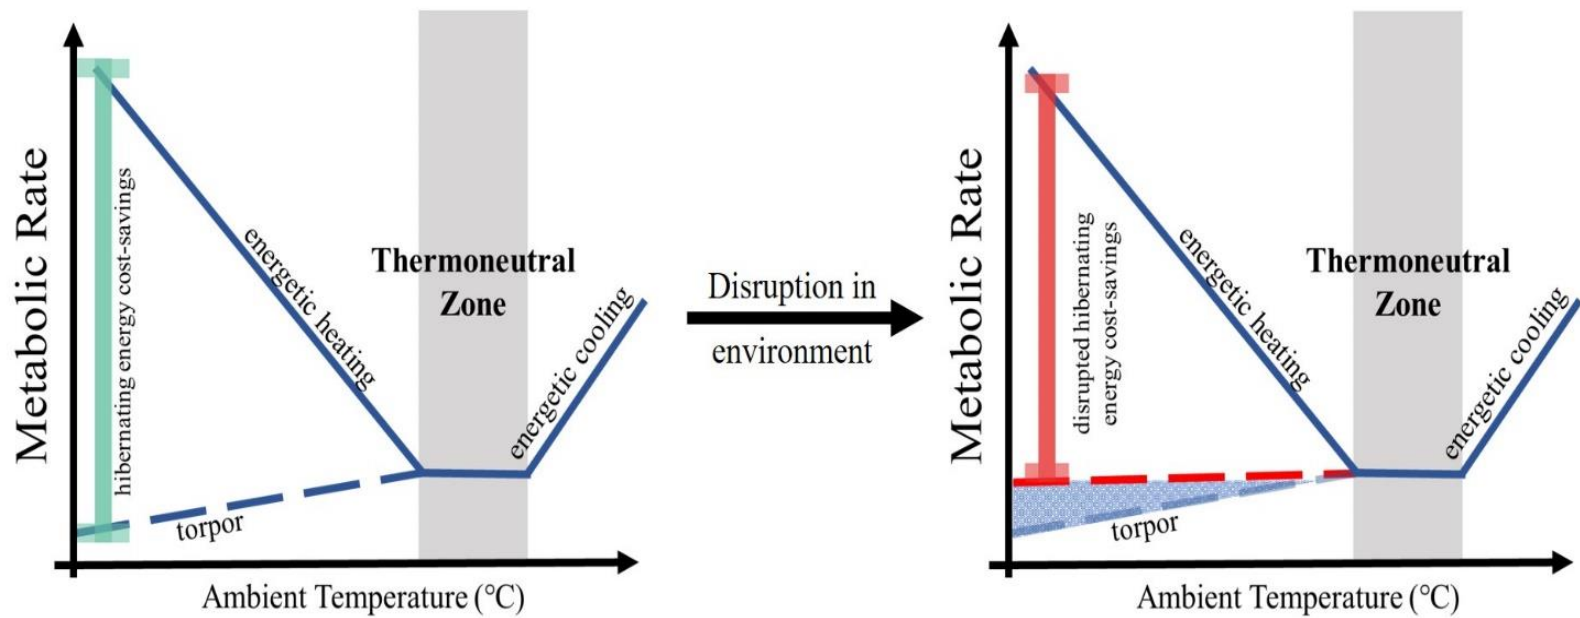 Metabolic Rate
hibernating energy cost-savings
energetic heating
Thermoneutral
Zone
energetic cooling
torpor
Ambient Temperature (°C)
Disruption in
environment
Metabolic Rate
disrupted hibernating
energy cost-savings
energetic heating
Thermoneutral
Zone
energetic cooling
torpor
Ambient Temperature (°C)